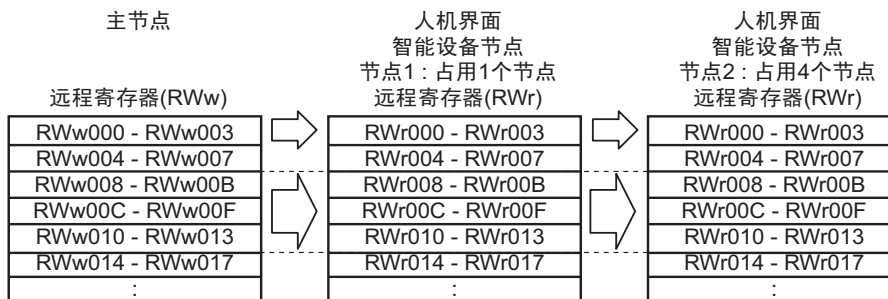 主节点
远程寄存器(RWw)
RWw000 - RWw003
RWw004 - RWw007
RWw008 - RWw00B
RWw00C - RWw00F
RWw010 - RWw013
RWw014 - RWw017
:
人机界面
智能设备节点
节点1 : 占用1个节点
远程寄存器(RWr)
RWr000 - RWr003
RWr004 - RWr007
RWr008 - RWr00B
RWr00C - RWr00F
RWr010 - RWr013
RWr014 - RWr017
:
人机界面
智能设备节点
节点2 : 占用4个节点
远程寄存器(RWr)
RWr000 - RWr003
RWr004 - RWr007
RWr008 - RWr00B
RWr00C - RWr00F
RWr010 - RWr013
RWr014 - RWr017
: